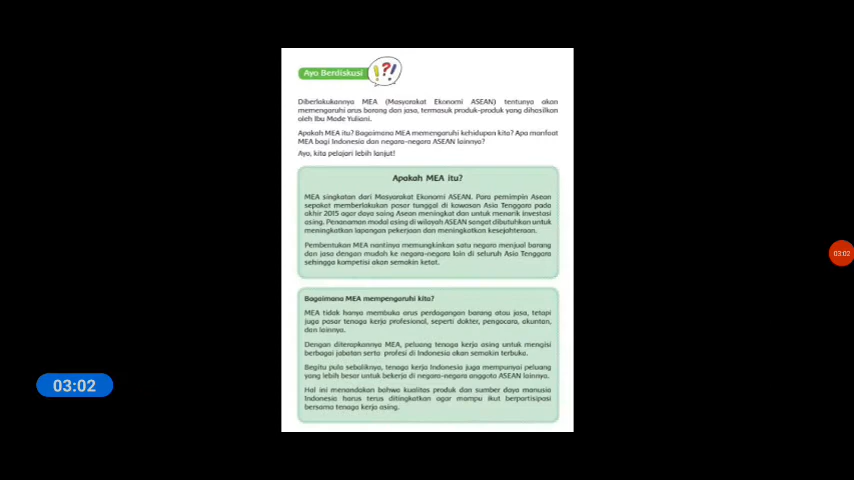 Ayo Berdiskusi
Diberlakukannya MEA (Masyarakat Ekonomi ASEAN) tentunya akan
memengaruhi arus barang dan jasa, termasuk produk-produk yang dihasilkan
oleh Ibu Made Yuliani.
Apakah MEA itu? Bagaimana MEA memengaruhi kehidupan kita? Apa manfaat
MEA bagi Indonesia dan negara-negara ASEAN lainnya?
Ayo, kita pelajari lebih lanjut!
Apakah MEA itu?
MEA singkatan dari Masyarakat Ekonomi ASEAN. Para pemimpin Asean
sepakat memberlakukan pasar tunggal di kawasan Asia Tenggara pada
akhir 2015 agar daya saing Asean meningkat dan untuk menarik investasi
asing. Penanaman modal asing di wilayah ASEAN sangat dibutuhkan untuk
meningkatkan lapangan pekerjaan dan meningkatkan kesejahteraan.
Pembentukan MEA nantinya memungkinkan satu negara menjual barang
dan jasa dengan mudah ke negara-negara lain di seluruh Asia Tenggara
sehingga kompetisi akan semakin ketat.
Bagaimana MEA mempengaruhi kita?
MEA tidak hanya membuka arus perdagangan barang atau jasa, tetapi
juga pasar tenaga kerja profesional, seperti dokter, pengacara, akuntan,
dan lainnya.
Dengan diterapkannya MEA, peluang tenaga kerja asing untuk mengisi
berbagai jabatan serta profesi di Indonesia akan semakin terbuka.
Begitu pula sebaliknya, tenaga kerja Indonesia juga mempunyai peluang
yang lebih besar untuk bekerja di negara-negara anggota ASEAN lainnya.
Hal ini menandakan bahwa kualitas produk dan sumber daya manusia
Indonesia harus terus ditingkatkan agar mampu ikut berpartisipasi
bersama tenaga kerja asing.
03:02
03:02